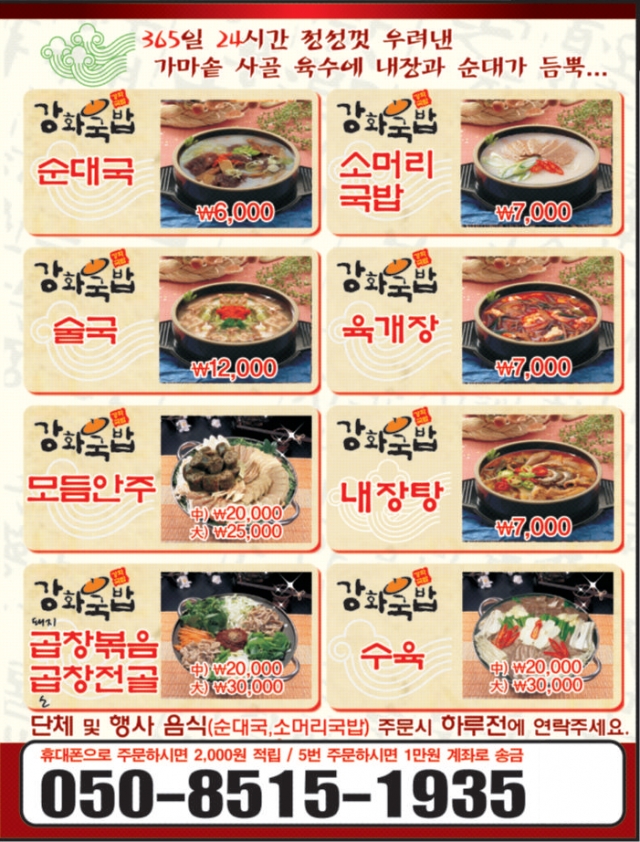 365일 24시간 정성껏 우려낸
가마솥 사골 육수에 내장과 순대가 듬뿍...
강화국밥
순대국
₩6,000
강화국밥
소머리
국밥
₩7,000
강화국밥
술국
₩12,000
강화국밥
육개장
₩7,000
강화국밥
모듬안주
中) ₩20,000
大) ₩25,000
강화국밥
내장탕
₩7,000
강화국밥
돼지
곱창볶음
곱창전골
소
中) ₩20,000
大) ₩30,000
강화국밥
수육
中) ₩20,000
大) ₩30,000
단체 및 행사 음식(순대국,소머리국밥) 주문시 하루전에 연락주세요.
휴대폰으로 주문하시면 2,000원 적립 / 5번 주문하시면 1만원 계좌로 송금
050-8515-1935